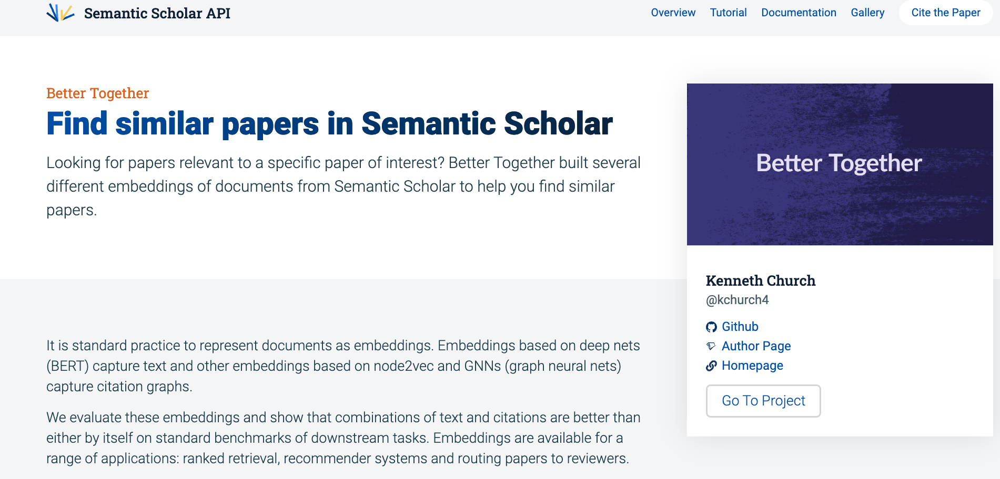 Semantic Scholar API
Overview Tutorial Documentation Gallery Cite the Paper
Better Together
Find similar papers in Semantic Scholar
Looking for papers relevant to a specific paper of interest? Better Together built several
different embeddings of documents from Semantic Scholar to help you find similar
papers.
It is standard practice to represent documents as embeddings. Embeddings based on deep nets
(BERT) capture text and other embeddings based on node2vec and GNNs (graph neural nets)
capture citation graphs.
We evaluate these embeddings and show that combinations of text and citations are better than
either by itself on standard benchmarks of downstream tasks. Embeddings are available for a
range of applications: ranked retrieval, recommender systems and routing papers to reviewers.
Better Together
Kenneth Church
@kchurch4
Github
Author Page
Homepage
Go To Project